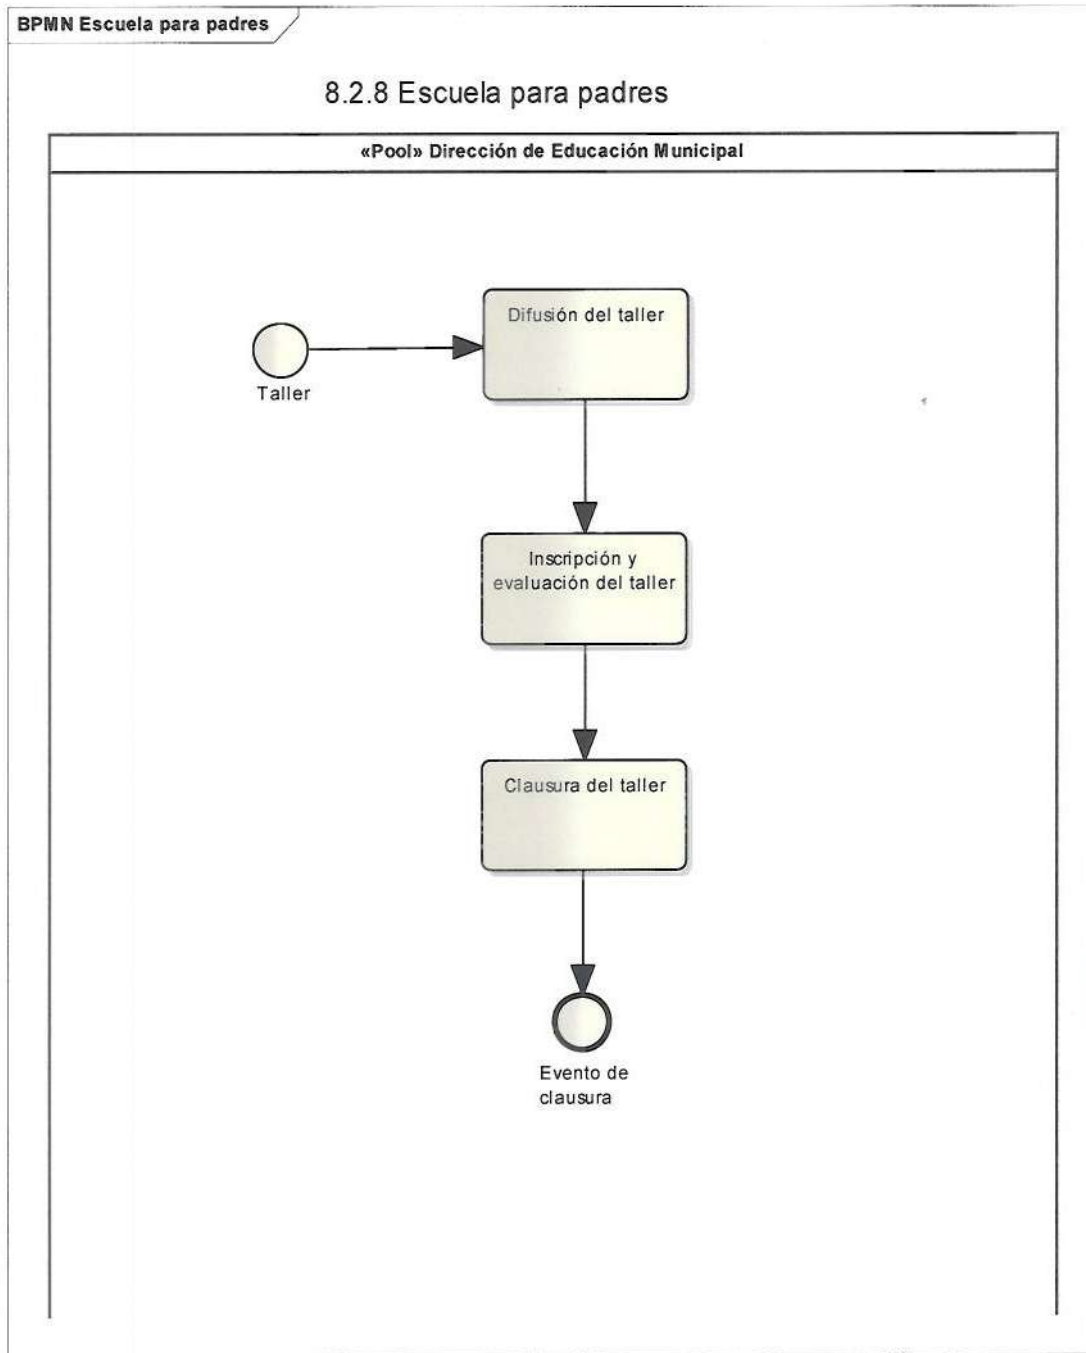 BPMN Escuela para padres
8.2.8 Escuela para padres
«Pool» Dirección de Educación Municipal
Difusión del taller
Taller
Inscripción y
evaluación del taller
Clausura del taller
Evento de
clausura